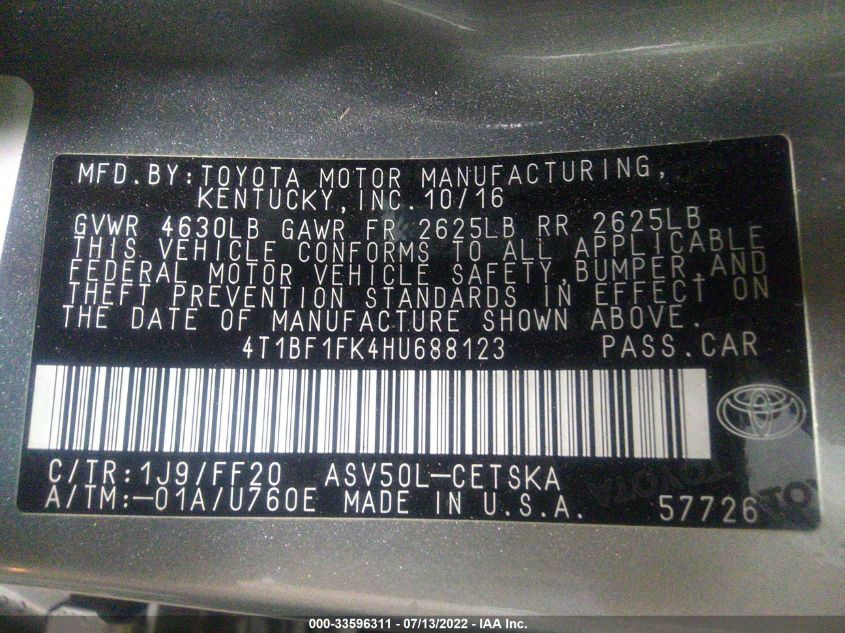 MFD.BY:TOYOTA MOTOR MANUFACTURING,
KENTUCKY,INC.10/16
GVWR 4630LB GAWR FR 2625LB RR 2625LB
THIS VEHICLE CONFORMS TO ALL APPLICABLE
FEDERAL MOTOR VEHICLE SAFETY,BUMPER,AND
THEFT PREVENTION STANDARDS IN EFFECT ON
THE DATE OF MANUFACTURE SHOWN ABOVE.
4T1BF1FK4HU688123 PASS.CAR
C/TR:1J9/FF20 ASV50L-CETSKA
A/TM:-01A/U760E MADE IN U.S.A. 57726
TOYOTA
000-33596311 - 07/13/2022 - IAA Inc.